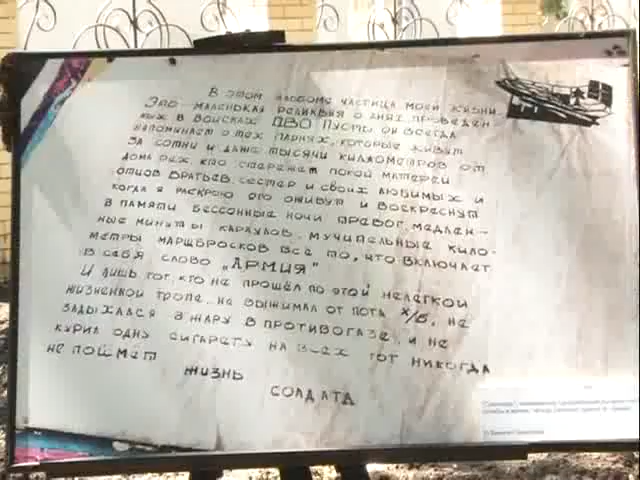 В этом альбоме частица моей жизни.
Это маленькая реликвия о днях, проведен-
ных в войсках ПВО Пусть он всегда
напоминает о тех парнях, которые живут
за сотни и даже тысячи километров от
дома тех, кто стережет покой матерей
отцов братьев, сестер и своих любимых и
когда я раскрою его оживут и воскреснут
в памяти бессонные ночи тревог, медлен-
ные минуты караулов. Мучительные кило-
метры маршбросков все то, что включает
в себя слово „АРМИЯ"
И лишь тот, кто не прошёл по этой нелегкой
жизненной тропе, не выжимал от пота х/б, не
задыхался в жару в противогазе, и не
курил одну сигарету на всех тот никогда
не поймет жизнь
солдата